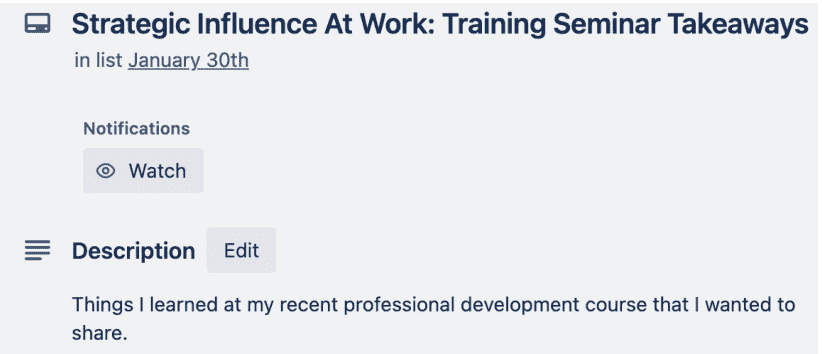 Strategic Influence At Work: Training Seminar Takeaways
in list January 30th
Notifications
Watch
Description Edit
Things I learned at my recent professional development course that I wanted to
share.